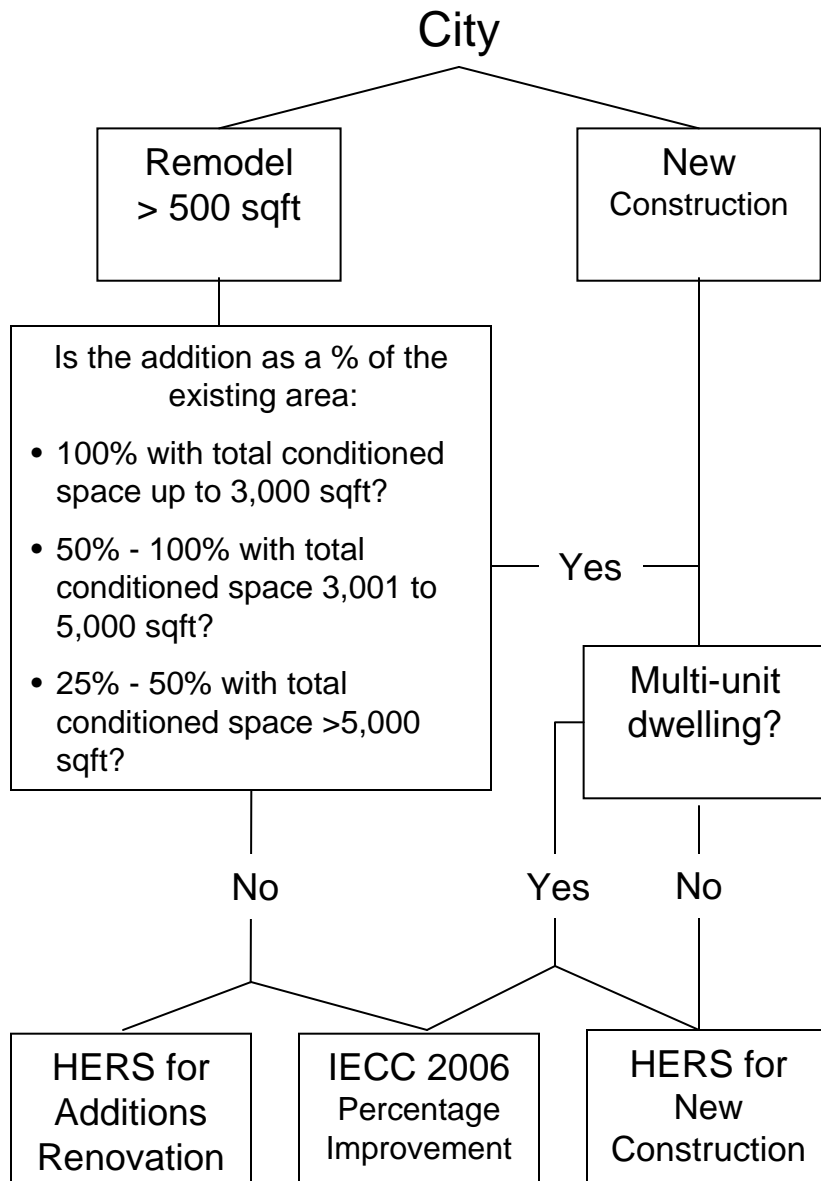 City
Remodel
> 500 sqft
New
Construction
Is the addition as a % of the
existing area:
• 100% with total conditioned
space up to 3,000 sqft?
• 50% - 100% with total
conditioned space 3,001 to
5,000 sqft?
• 25% - 50% with total
conditioned space >5,000
sqft?
Yes
Multi-unit
dwelling?
No
Yes
No
HERS for
Additions
Renovation
IECC 2006
Percentage
Improvement
HERS for
New
Construction